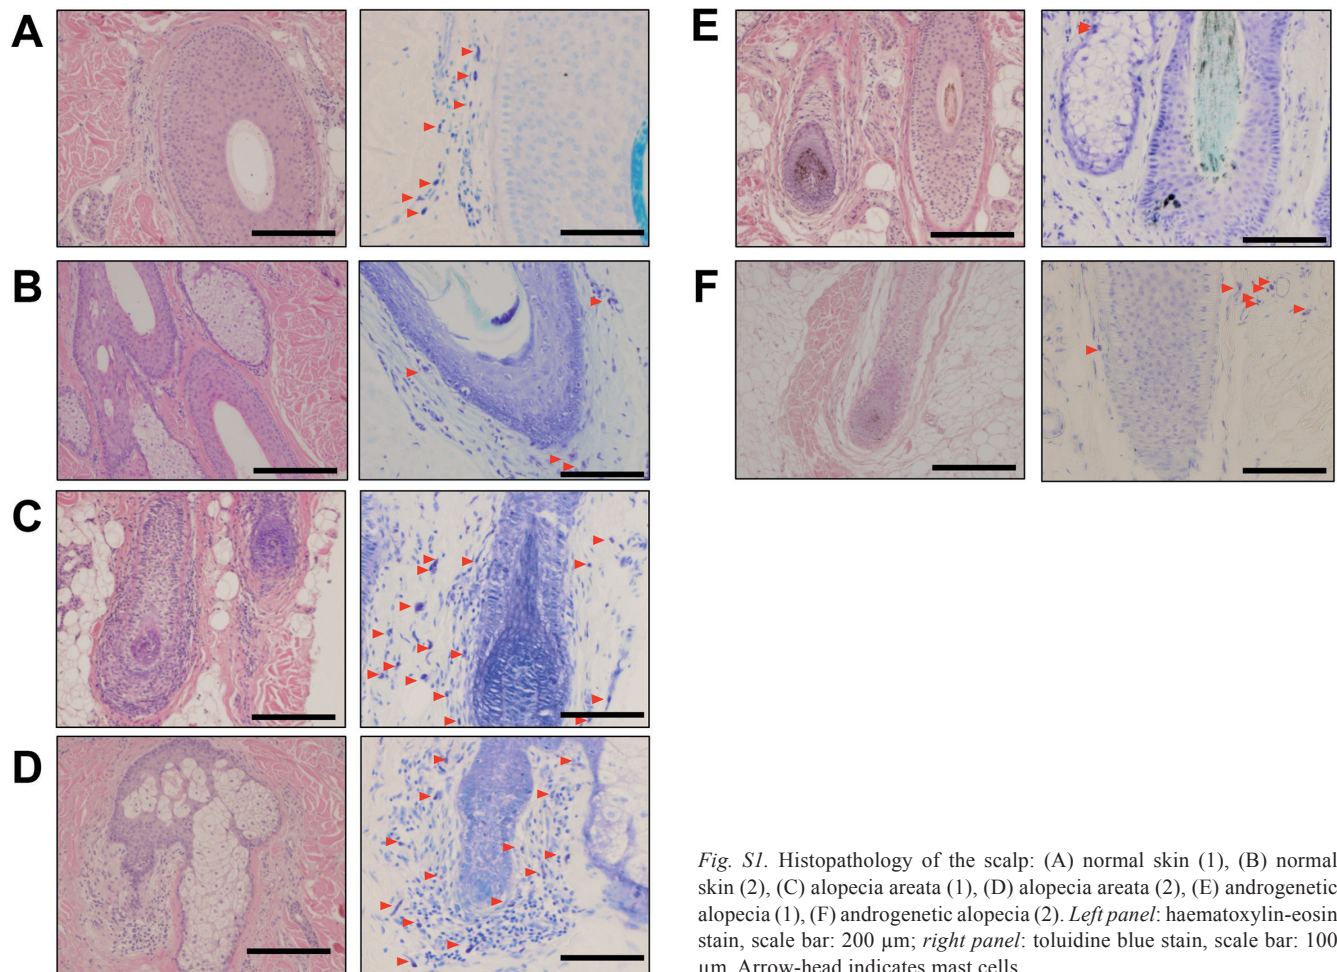 A
B
C
D
E
F
Fig. S1. Histopathology of the scalp: (A) normal skin (1), (B) normal
skin (2), (C) alopecia areata (1), (D) alopecia areata (2), (E) androgenetic
alopecia (1), (F) androgenetic alopecia (2). Left panel: haematoxylin-eosin
stain, scale bar: 200 µm; right panel: toluidine blue stain, scale bar: 100
µm. Arrow-head indicates mast cells.